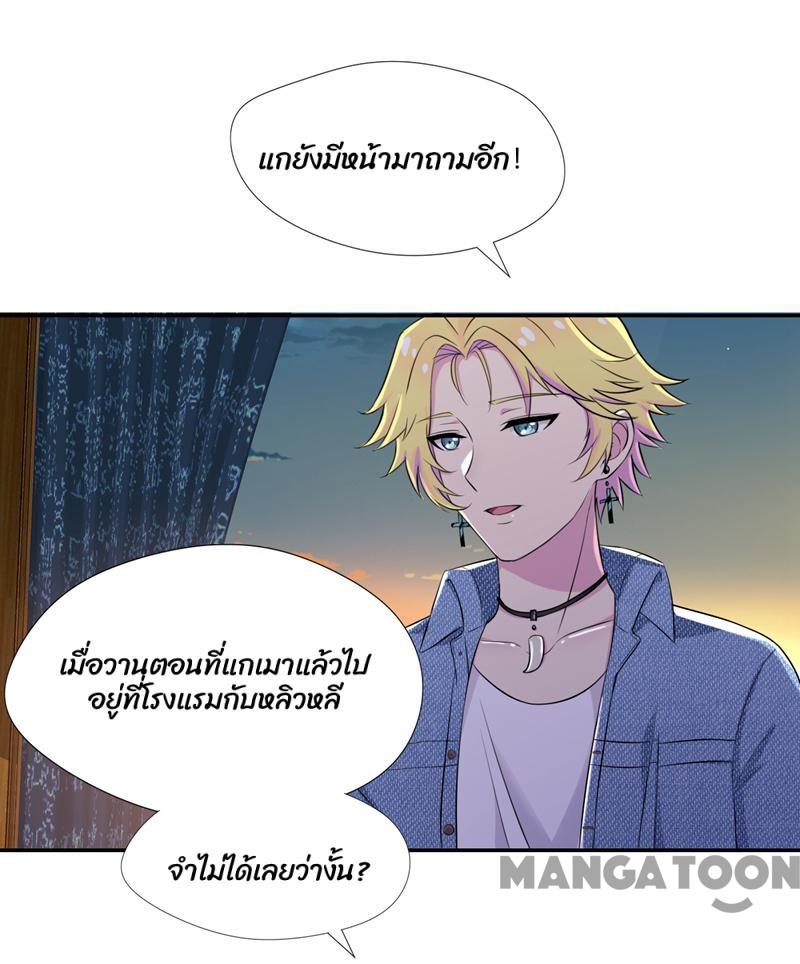 แกยังมีหน้ามาถามอีก!
เมื่อวานตอนที่แกเมาแล้วไป
อยู่ที่โรงแรมกับหลิวหลี
จำไม่ได้เลยว่างั้น?
MANGATOON